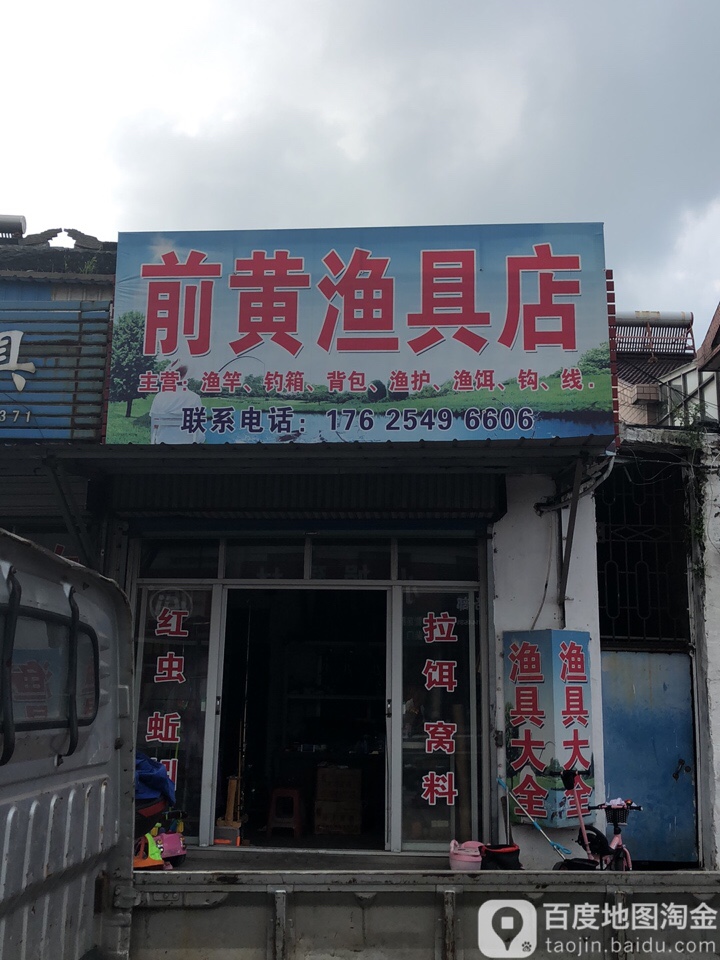 前黄渔具店
主营：渔竿、钓箱、背包、渔护、渔饵、钩、线.
联系电话：176 2549 6606
具
371
红虫 蚯
拉饵 窝料
渔具大全
渔具大全
百度地图淘金
taojin.baidu.com